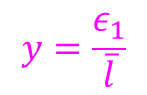 y = ϵ₁ / l̄